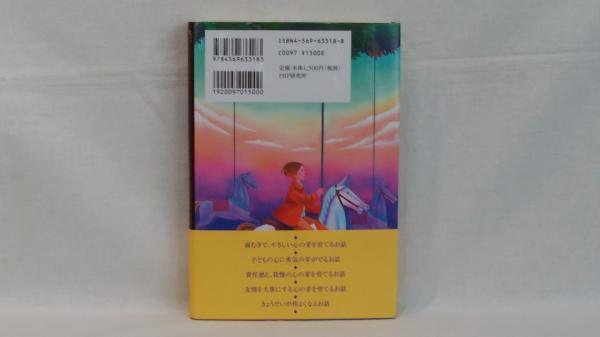 ISBN4-569-63318-8
C0097 ¥1500E
定価:本体1,500円(税別)
PHP研究所
9784569633183
1920097015000
前むきで、やさしい心の芽を育てるお話
子どもの心に勇気の芽がでるお話
責任感と、我慢の心の芽を育てるお話
友情を大事にする心の芽を育てるお話
きょうだいが仲よくなるお話